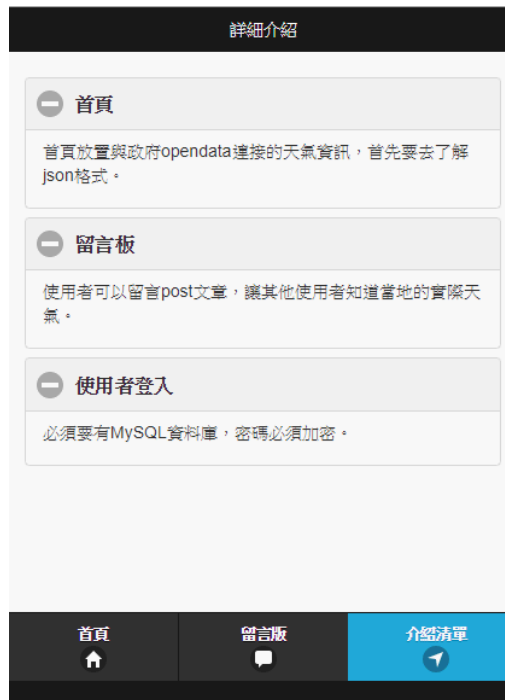 詳細介紹
首頁
首頁放置與政府opendata連接的天氣資訊，首先要去了解
json格式。
留言板
使用者可以留言post文章，讓其他使用者知道當地的實際天
氣。
使用者登入
必須要有MySQL資料庫，密碼必須加密。
首頁 留言版 介紹清單